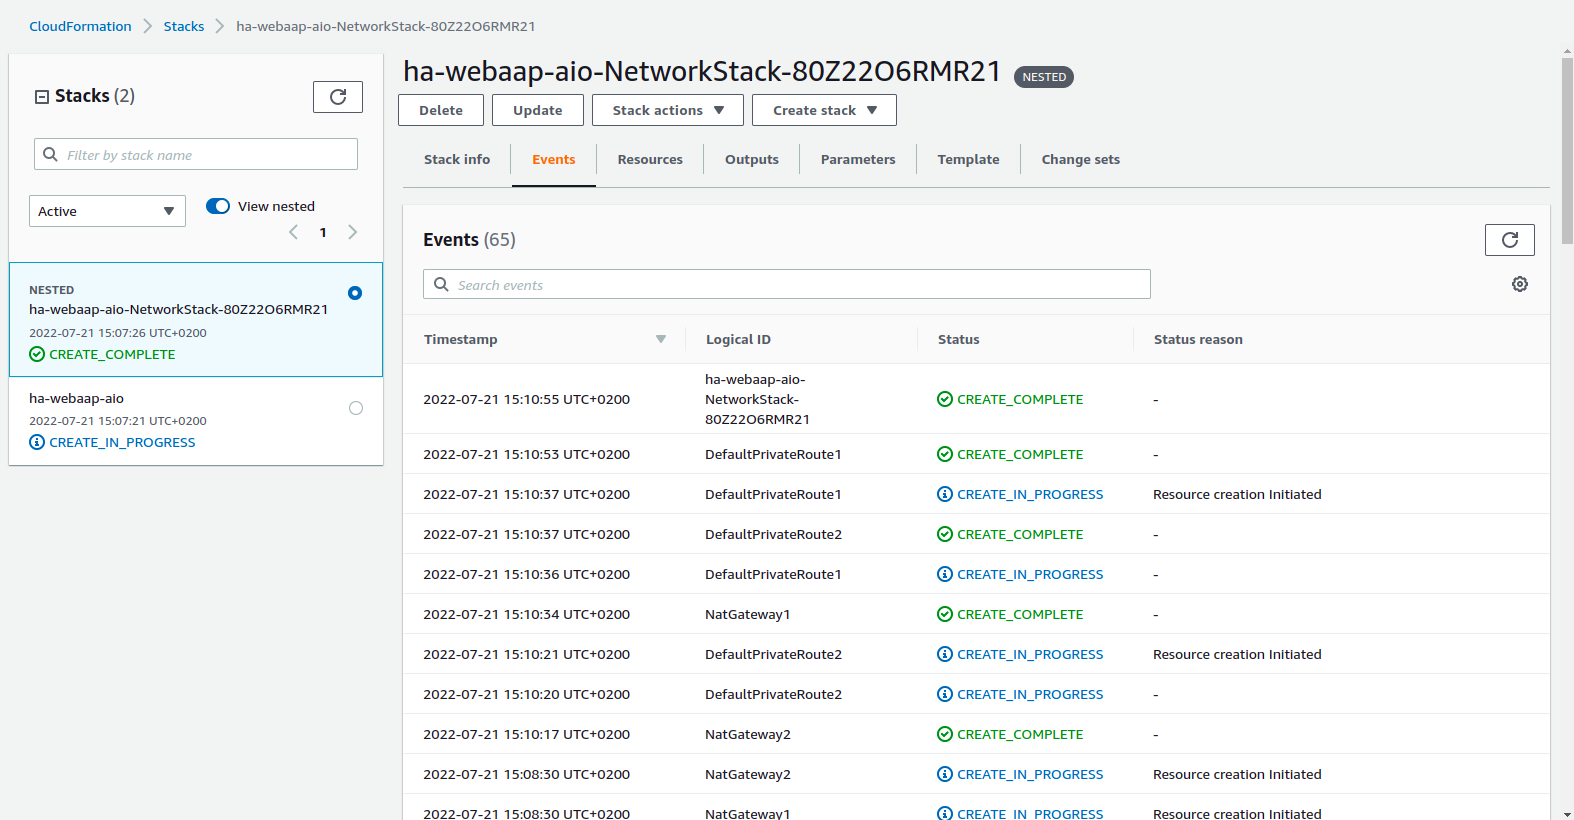 CloudFormation Stacks ha-webaap-aio-NetworkStack-80Z22O6RMR21
Stacks (2)
Filter by stack name
Active
View nested
1
NESTED
ha-webaap-aio-NetworkStack-80Z22O6RMR21
2022-07-21 15:07:26 UTC+0200
CREATE_COMPLETE
ha-webaap-aio
2022-07-21 15:07:21 UTC+0200
CREATE_IN_PROGRESS
ha-webaap-aio-NetworkStack-80Z22O6RMR21 NESTED
Delete Update Stack actions Create stack
Stack info Events Resources Outputs Parameters Template Change sets
Events (65)
Search events
Timestamp Logical ID Status Status reason
2022-07-21 15:10:55 UTC+0200 ha-webaap-aio-
NetworkStack-
80Z22O6RMR21 CREATE_COMPLETE -
2022-07-21 15:10:53 UTC+0200 DefaultPrivateRoute1 CREATE_COMPLETE -
2022-07-21 15:10:37 UTC+0200 DefaultPrivateRoute1 CREATE_IN_PROGRESS Resource creation Initiated
2022-07-21 15:10:37 UTC+0200 DefaultPrivateRoute2 CREATE_COMPLETE -
2022-07-21 15:10:36 UTC+0200 DefaultPrivateRoute1 CREATE_IN_PROGRESS -
2022-07-21 15:10:34 UTC+0200 NatGateway1 CREATE_COMPLETE -
2022-07-21 15:10:21 UTC+0200 DefaultPrivateRoute2 CREATE_IN_PROGRESS Resource creation Initiated
2022-07-21 15:10:20 UTC+0200 DefaultPrivateRoute2 CREATE_IN_PROGRESS -
2022-07-21 15:10:17 UTC+0200 NatGateway2 CREATE_COMPLETE -
2022-07-21 15:08:30 UTC+0200 NatGateway2 CREATE_IN_PROGRESS Resource creation Initiated
2022-07-21 15:08:30 UTC+0200 NatGateway1 CREATE_IN_PROGRESS Resource creation Initiated